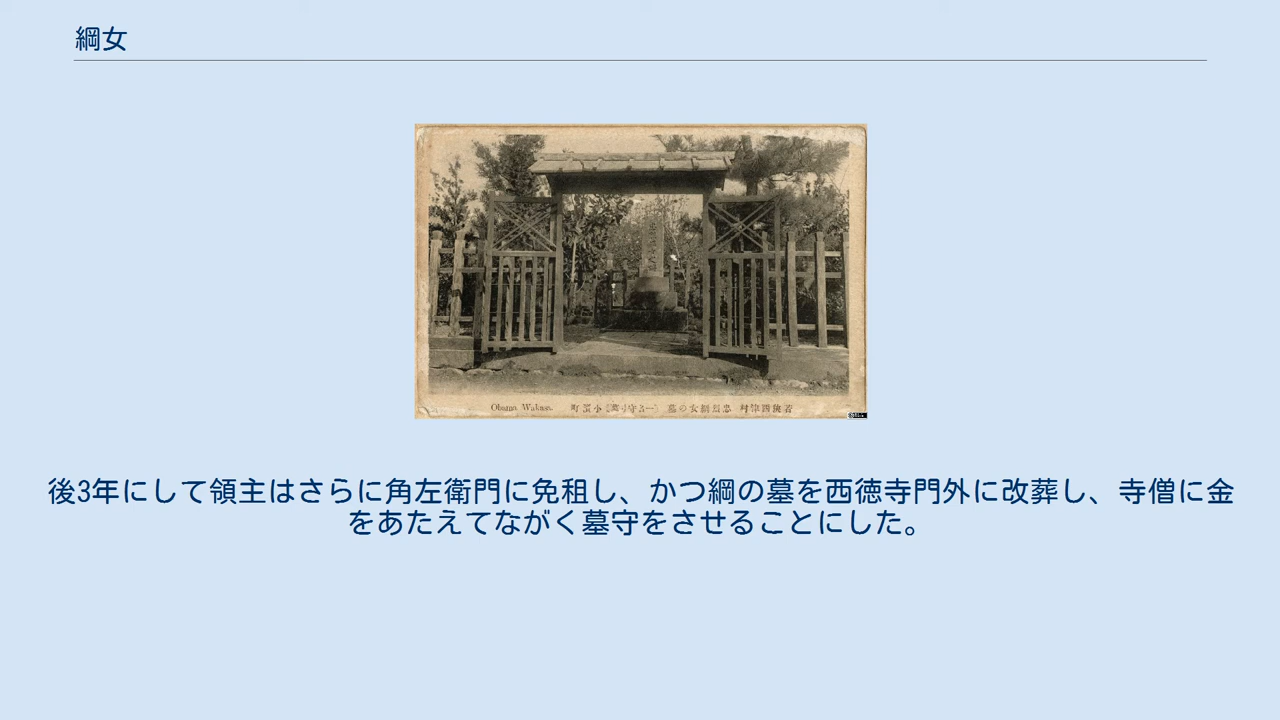 綱女
Obama Wakasa.
後3年にして領主はさらに角左衛門に免租し、かつ綱の墓を西徳寺門外に改葬し、寺僧に金
をあたえてながく墓守をさせることにした。